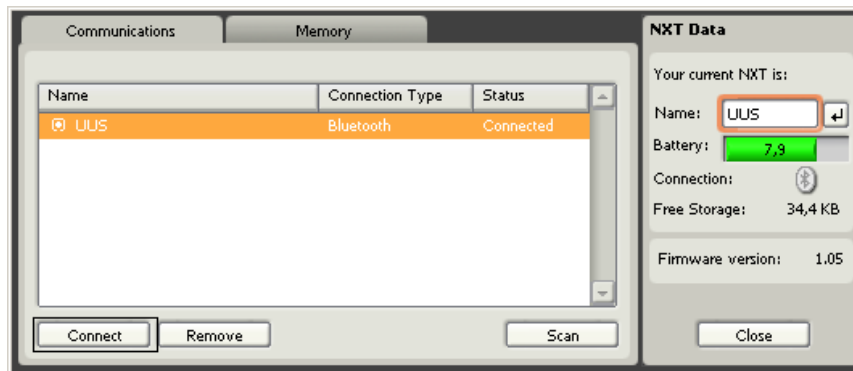 Communications
Memory
Name Connection Type Status
UUS Bluetooth Connected
Connect Remove Scan
NXT Data
Your current NXT is:
Name: UUS
Battery: 7,9
Connection:
Free Storage: 34,4 KB
Firmware version: 1.05
Close